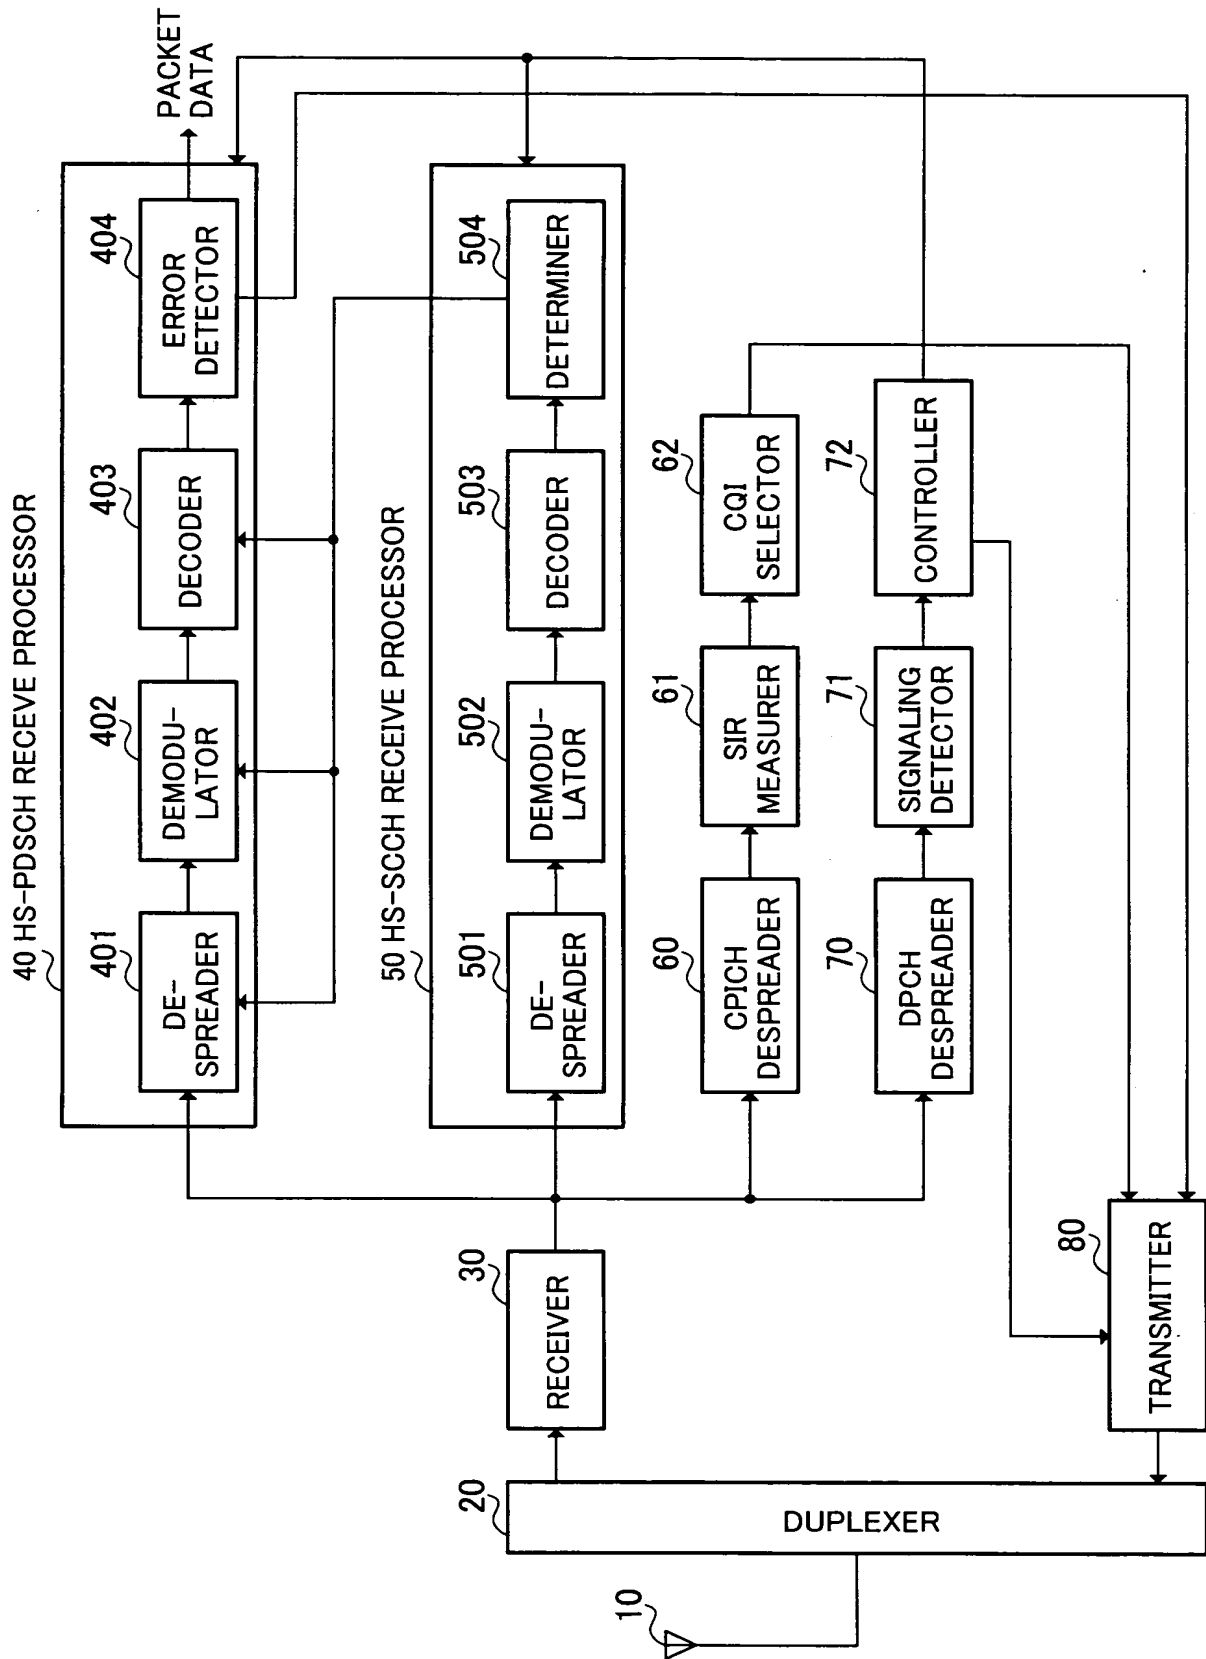 40 HS-PDSCH RECEVE PROCESSOR
401
DE-
SPREADER
402
DEMODU-
LATOR
403
DECODER
404
ERROR
DETECTOR
PACKET
DATA
50 HS-SCCH RECEIVE PROCESSOR
501
DE-
SPREADER
502
DEMODU-
LATOR
503
DECODER
504
DETERMINER
60
CPICH
DESPREADER
61
SIR
MEASURER
62
CQI
SELECTOR
70
DPCH
DESPREADER
71
SIGNALING
DETECTOR
72
CONTROLLER
10
20
DUPLEXER
30
RECEIVER
80
TRANSMITTER